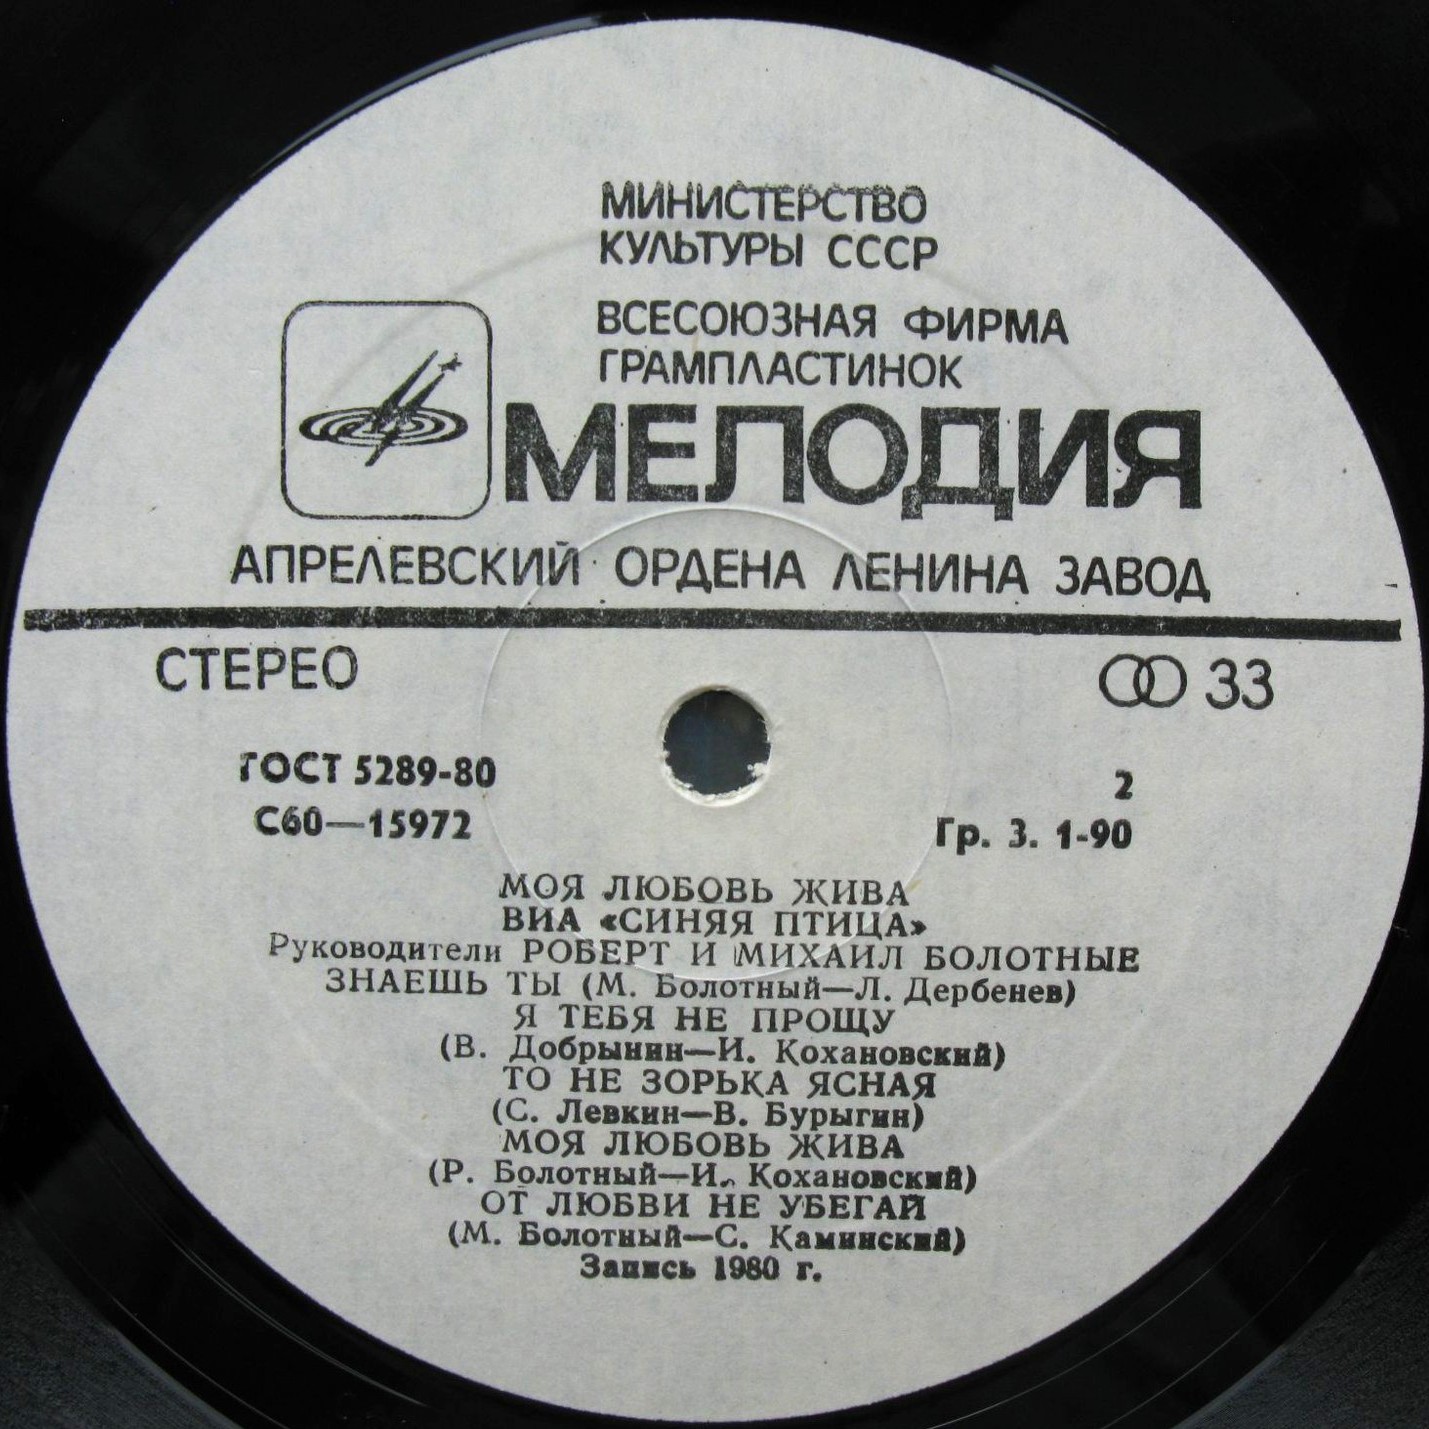 МИНИСТЕРСТВО
КУЛЬТУРЫ СССР
ВСЕСОЮЗНАЯ ФИРМА
ГРАМПЛАСТИНОК
МЕЛОДИЯ
АПРЕЛЕВСКИЙ ОРДЕНА ЛЕНИНА ЗАВОД
СТЕРЕО
33
ГОСТ 5289-80
2
С60—15972
Гр. 3. 1-90
МОЯ ЛЮБОВЬ ЖИВА
ВИА «СИНЯЯ ПТИЦА»
Руководители РОБЕРТ И МИХАИЛ БОЛОТНЫЕ
ЗНАЕШЬ ТЫ (М. Болотный—Л. Дербенев)
Я ТЕБЯ НЕ ПРОЩУ
(В. Добрынин—И. Кохановский)
ТО НЕ ЗОРЬКА ЯСНАЯ
(С. Левкин—В. Бурыгин)
МОЯ ЛЮБОВЬ ЖИВА
(Р. Болотный—И. Кохановский)
ОТ ЛЮБВИ НЕ УБЕГАЙ
(М. Болотный—С. Каминский)
Запись 1980 г.